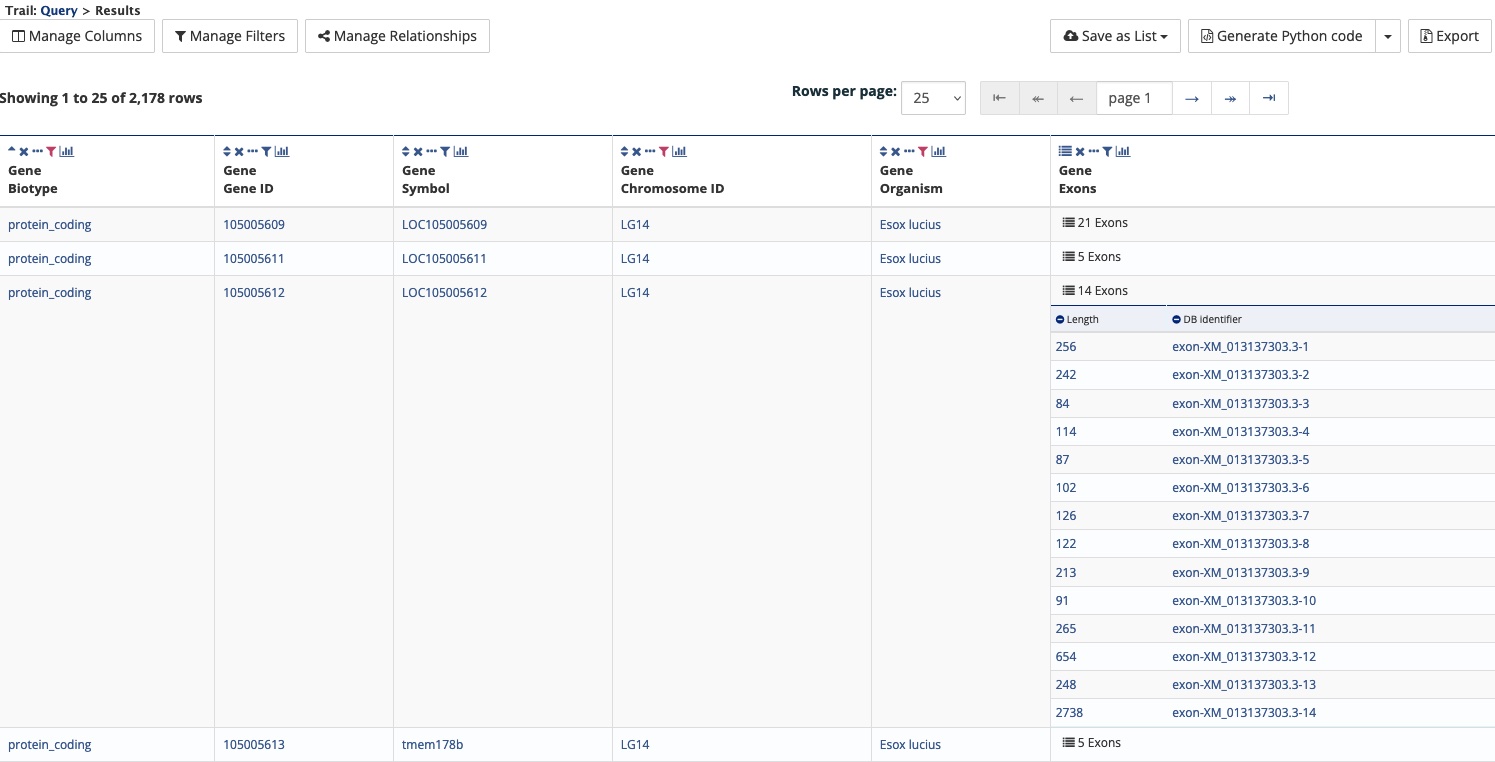 Trail: Query > Results
Manage Columns Manage Filters Manage Relationships Save as List Generate Python code Export
Showing 1 to 25 of 2,178 rows Rows per page: 25 page 1
Gene Gene Gene Gene Gene Gene
Biotype Gene ID Symbol Chromosome ID Organism Exons
protein_coding 105005609 LOC105005609 LG14 Esox lucius 21 Exons
protein_coding 105005611 LOC105005611 LG14 Esox lucius 5 Exons
protein_coding 105005612 LOC105005612 LG14 Esox lucius 14 Exons
Length DB identifier
256 exon-XM_013137303.3-1
242 exon-XM_013137303.3-2
84 exon-XM_013137303.3-3
114 exon-XM_013137303.3-4
87 exon-XM_013137303.3-5
102 exon-XM_013137303.3-6
126 exon-XM_013137303.3-7
122 exon-XM_013137303.3-8
213 exon-XM_013137303.3-9
91 exon-XM_013137303.3-10
265 exon-XM_013137303.3-11
654 exon-XM_013137303.3-12
248 exon-XM_013137303.3-13
2738 exon-XM_013137303.3-14
protein_coding 105005613 tmem178b LG14 Esox lucius 5 Exons